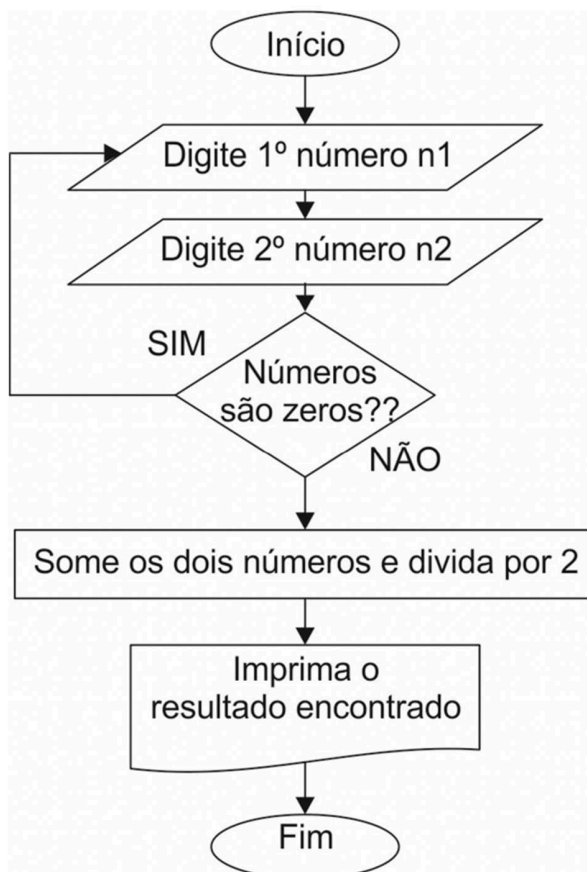 Início
Digite 1º número n1
Digite 2º número n2
SIM
Números
são zeros??
NÃO
Some os dois números e divida por 2
Imprima o
resultado encontrado
Fim